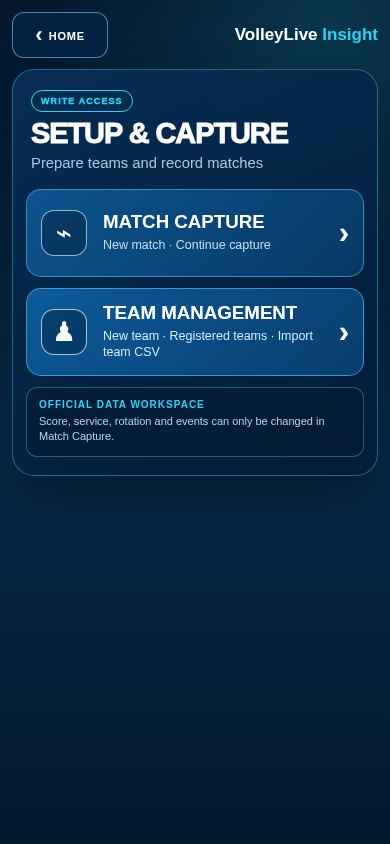 ‹ HOME
VolleyLive Insight
WRITE ACCESS
SETUP & CAPTURE
Prepare teams and record matches
MATCH CAPTURE
New match · Continue capture
›
TEAM MANAGEMENT
New team · Registered teams · Import
team CSV
›
OFFICIAL DATA WORKSPACE
Score, service, rotation and events can only be changed in
Match Capture.